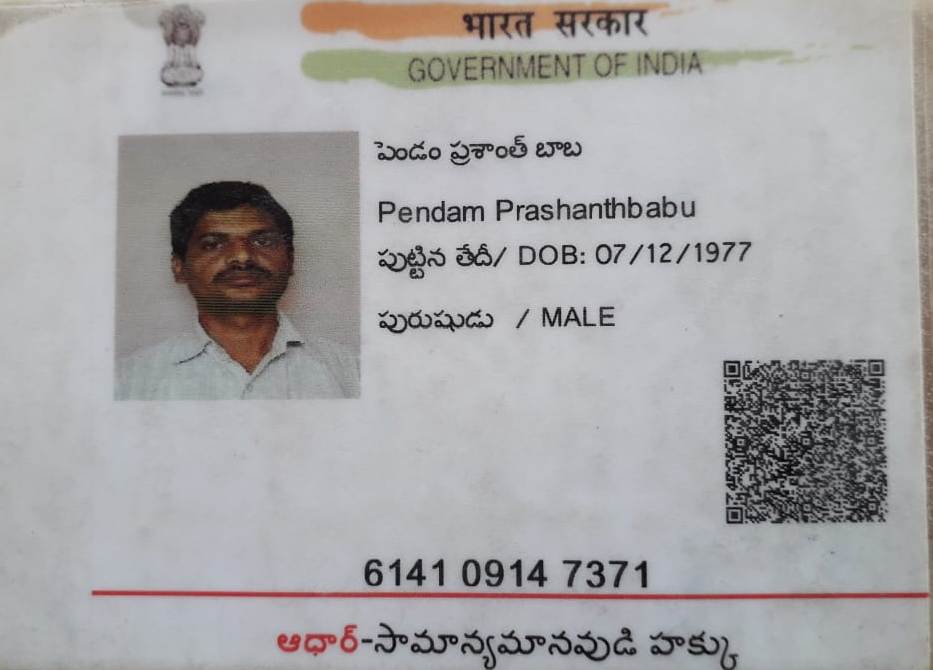 भारत सरकार
GOVERNMENT OF INDIA
పెండం ప్రశాంత్ బాబు
Pendam Prashanthbabu
పుట్టిన తేదీ/ DOB: 07/12/1977
పురుషుడు / MALE
6141 0914 7371
ఆధార్-సామాన్యమానవుడి హక్కు